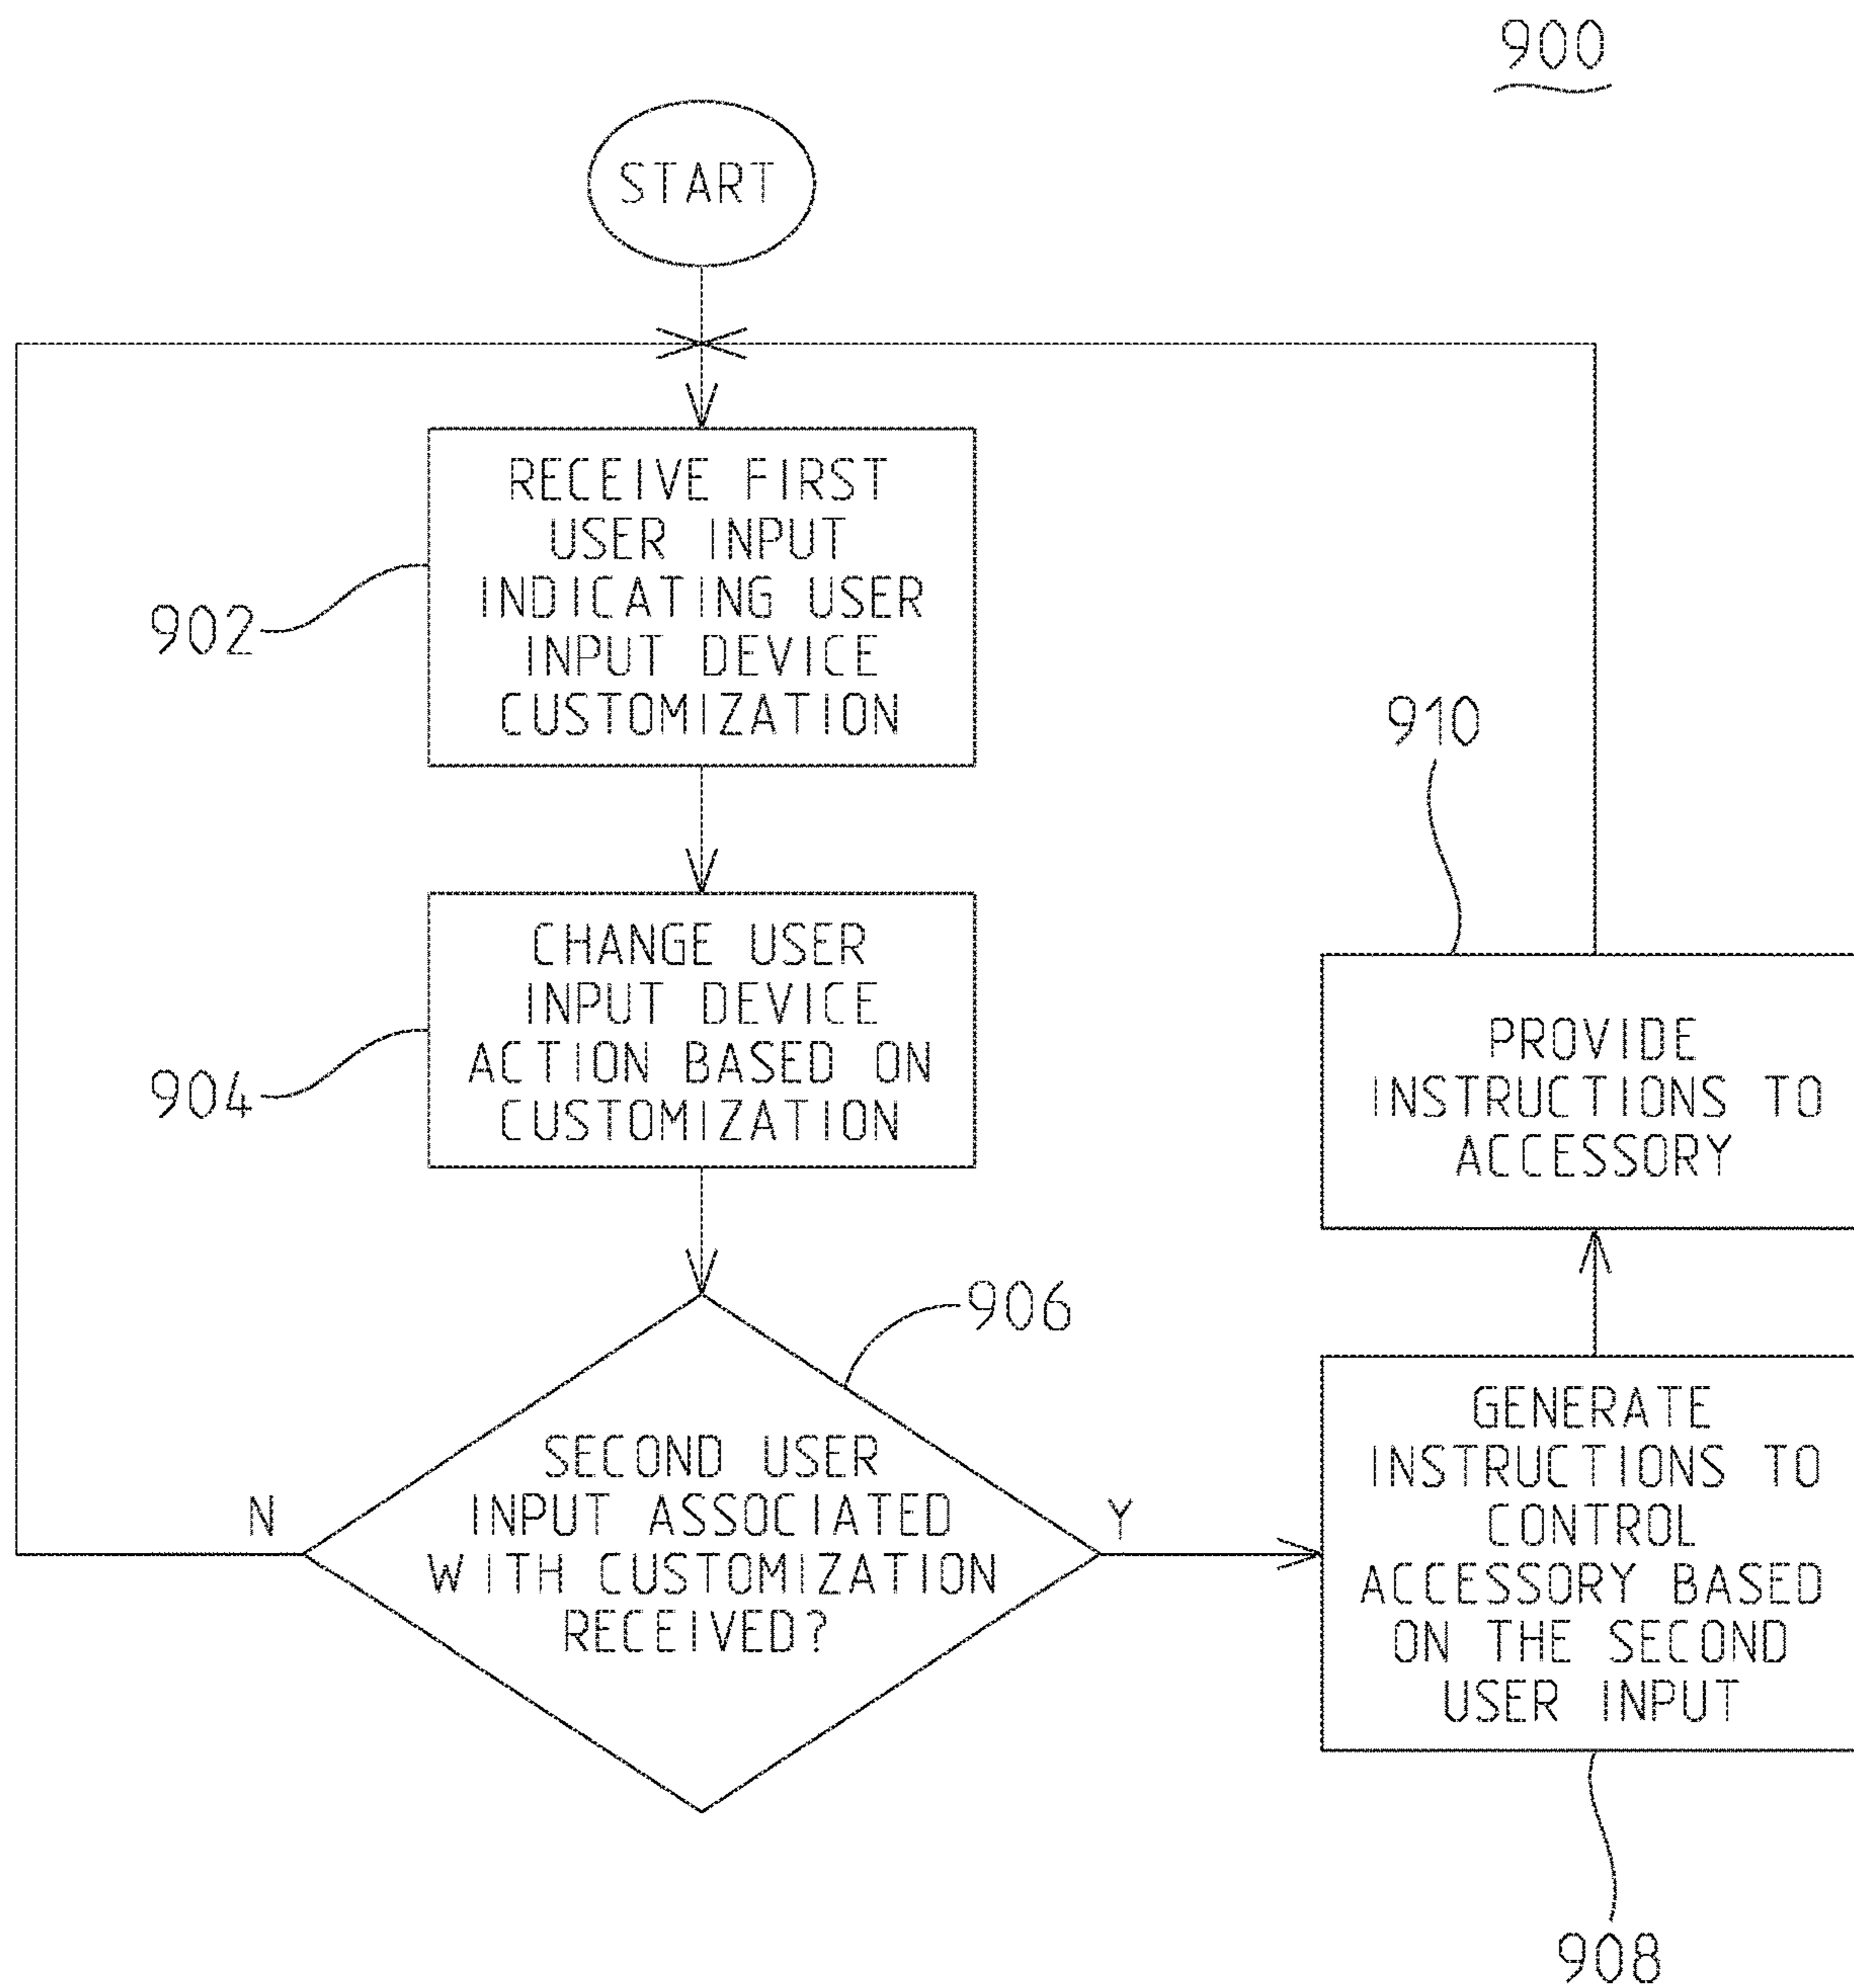 900
START
RECEIVE FIRST
USER INPUT
INDICATING USER
INPUT DEVICE
CUSTOMIZATION
902
CHANGE USER
INPUT DEVICE
ACTION BASED ON
CUSTOMIZATION
904
906
SECOND USER
INPUT ASSOCIATED
WITH CUSTOMIZATION
RECEIVED?
N
Y
910
PROVIDE
INSTRUCTIONS TO
ACCESSORY
GENERATE
INSTRUCTIONS TO
CONTROL
ACCESSORY BASED
ON THE SECOND
USER INPUT
908